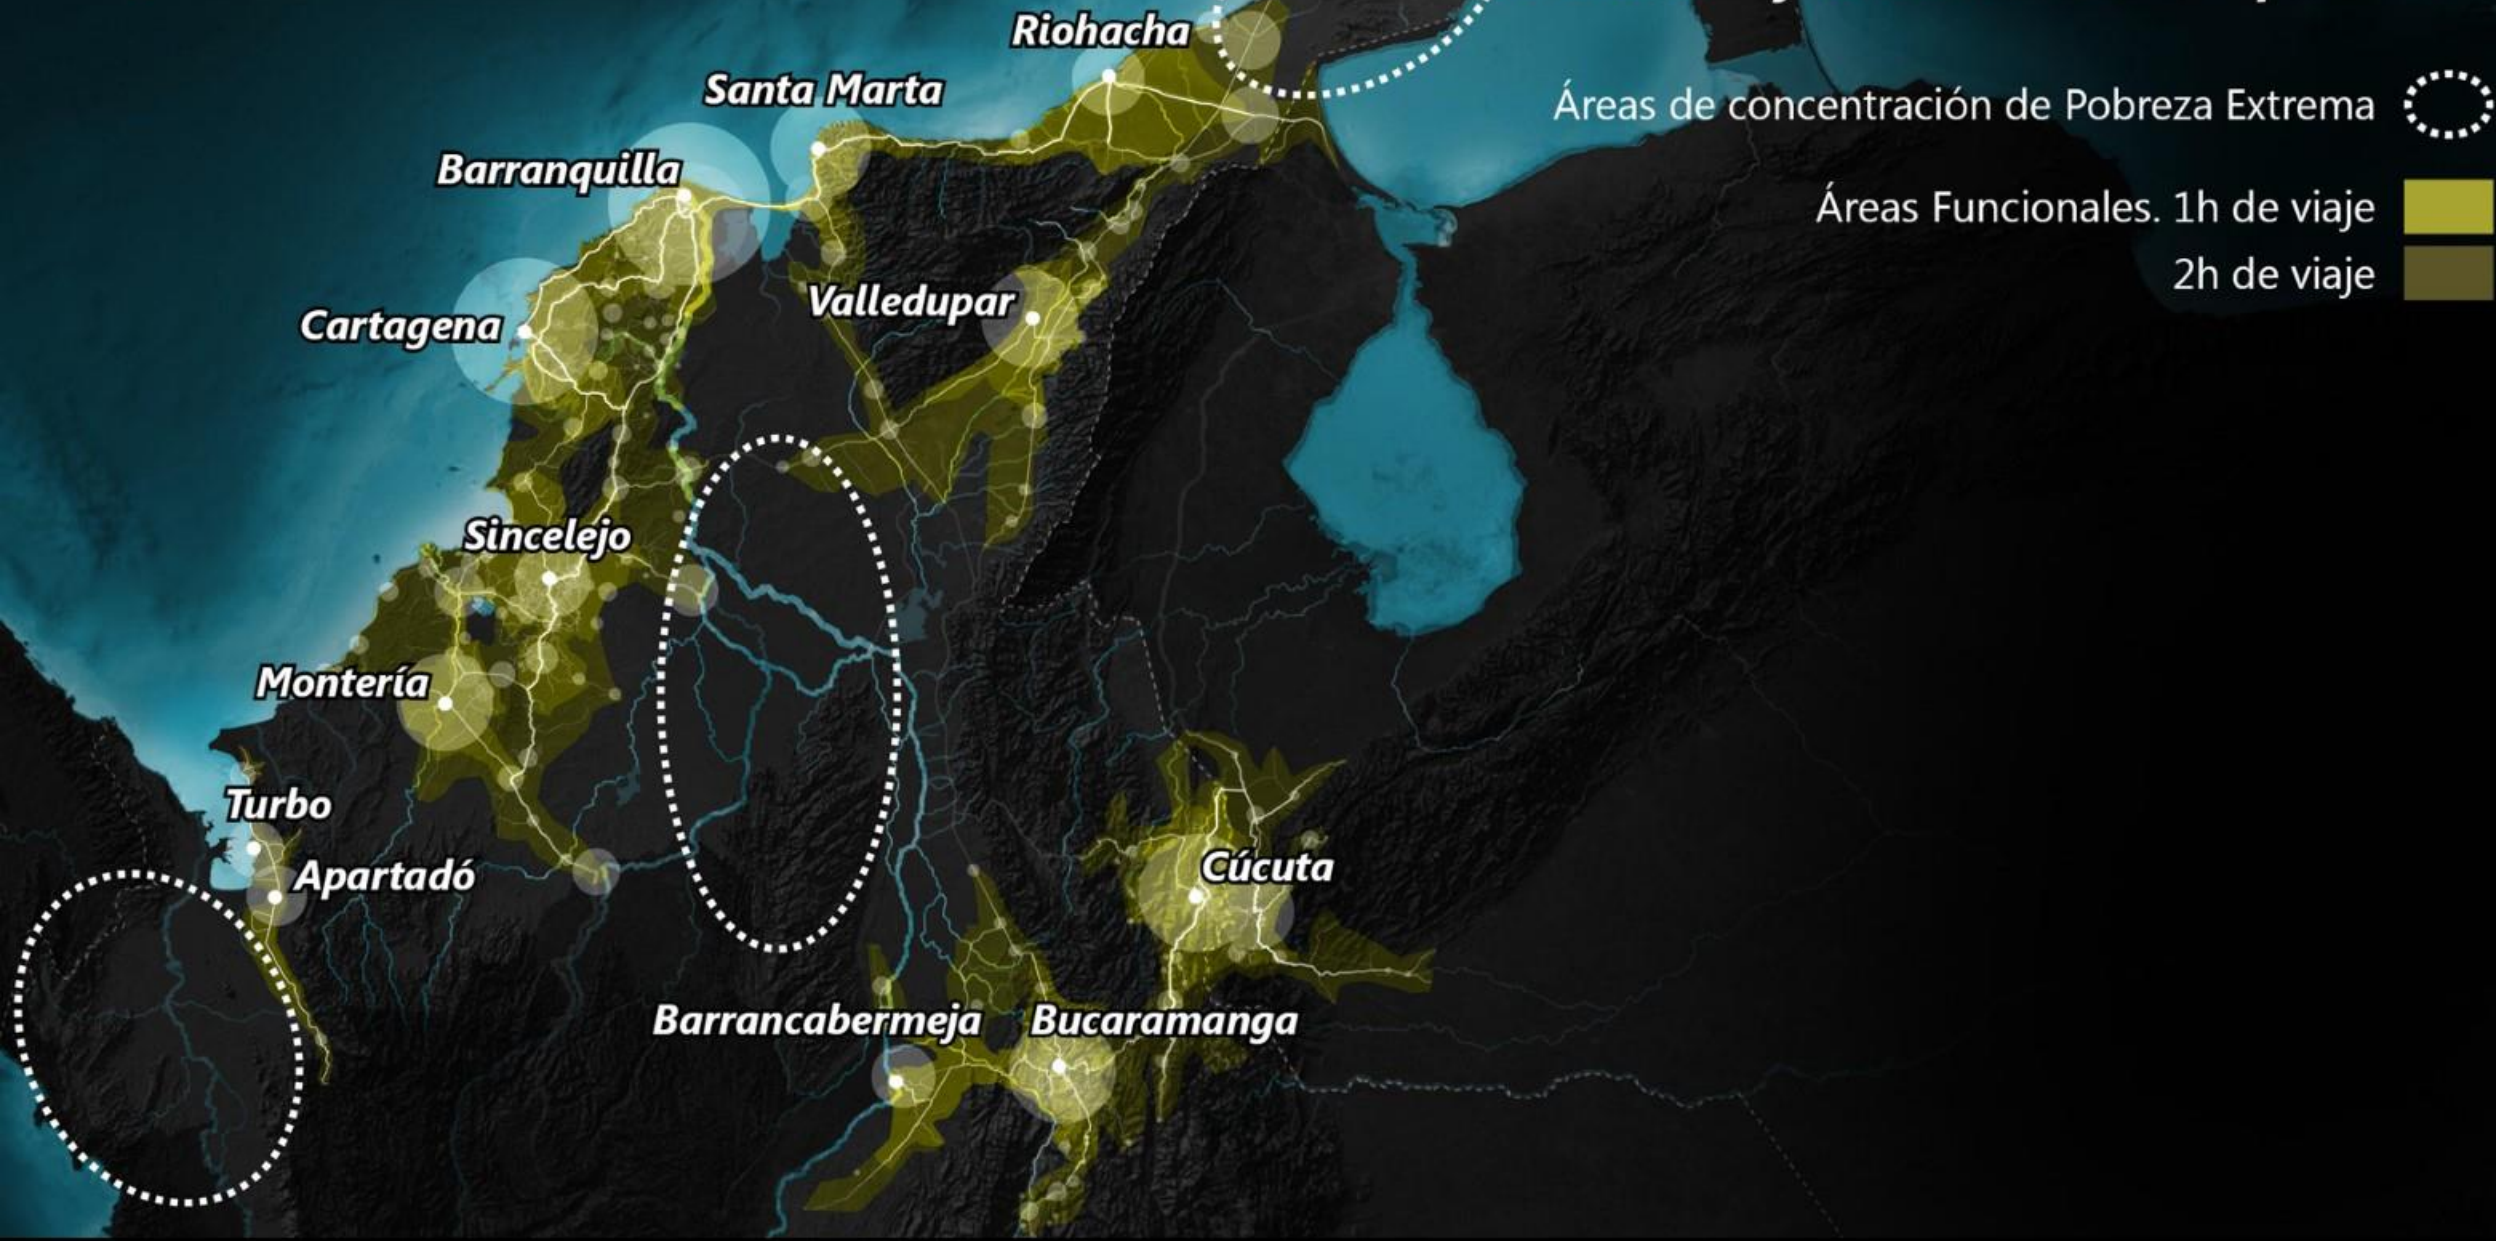 Riohacha
Santa Marta
Áreas de concentración de Pobreza Extrema
Barranquilla
Áreas Funcionales. 1h de viaje
2h de viaje
Valledupar
Cartagena
Sincelejo
Montería
Turbo
Apartadó
Cúcuta
Barrancabermeja
Bucaramanga